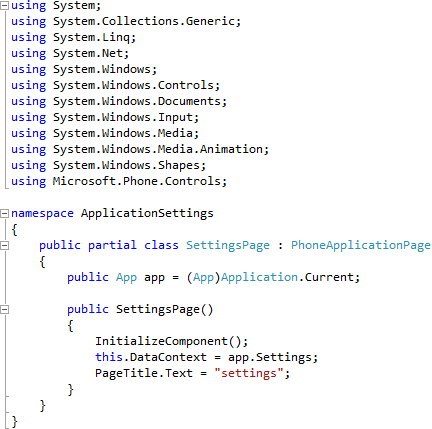 using System;
using System.Collections.Generic;
using System.Linq;
using System.Net;
using System.Windows;
using System.Windows.Controls;
using System.Windows.Documents;
using System.Windows.Input;
using System.Windows.Media;
using System.Windows.Media.Animation;
using System.Windows.Shapes;
using Microsoft.Phone.Controls;

namespace ApplicationSettings
{
    public partial class SettingsPage : PhoneApplicationPage
    {
        public App app = (App)Application.Current;

        public SettingsPage()
        {
            InitializeComponent();
            this.DataContext = app.Settings;
            PageTitle.Text = "settings";
        }
    }
}